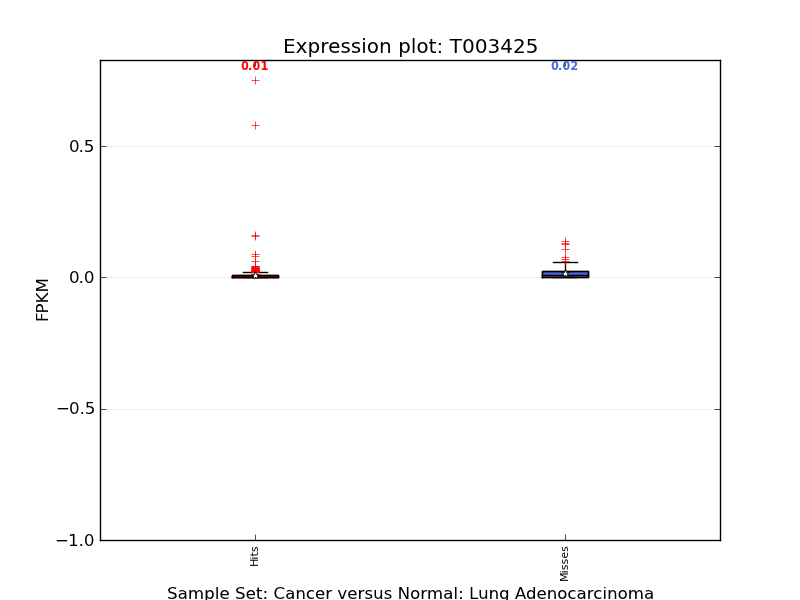 Expression plot: T003425
0.01
0.02
0.5
0.0
−0.5
−1.0
FPKM
Hits
Misses
Sample Set: Cancer versus Normal: Lung Adenocarcinoma